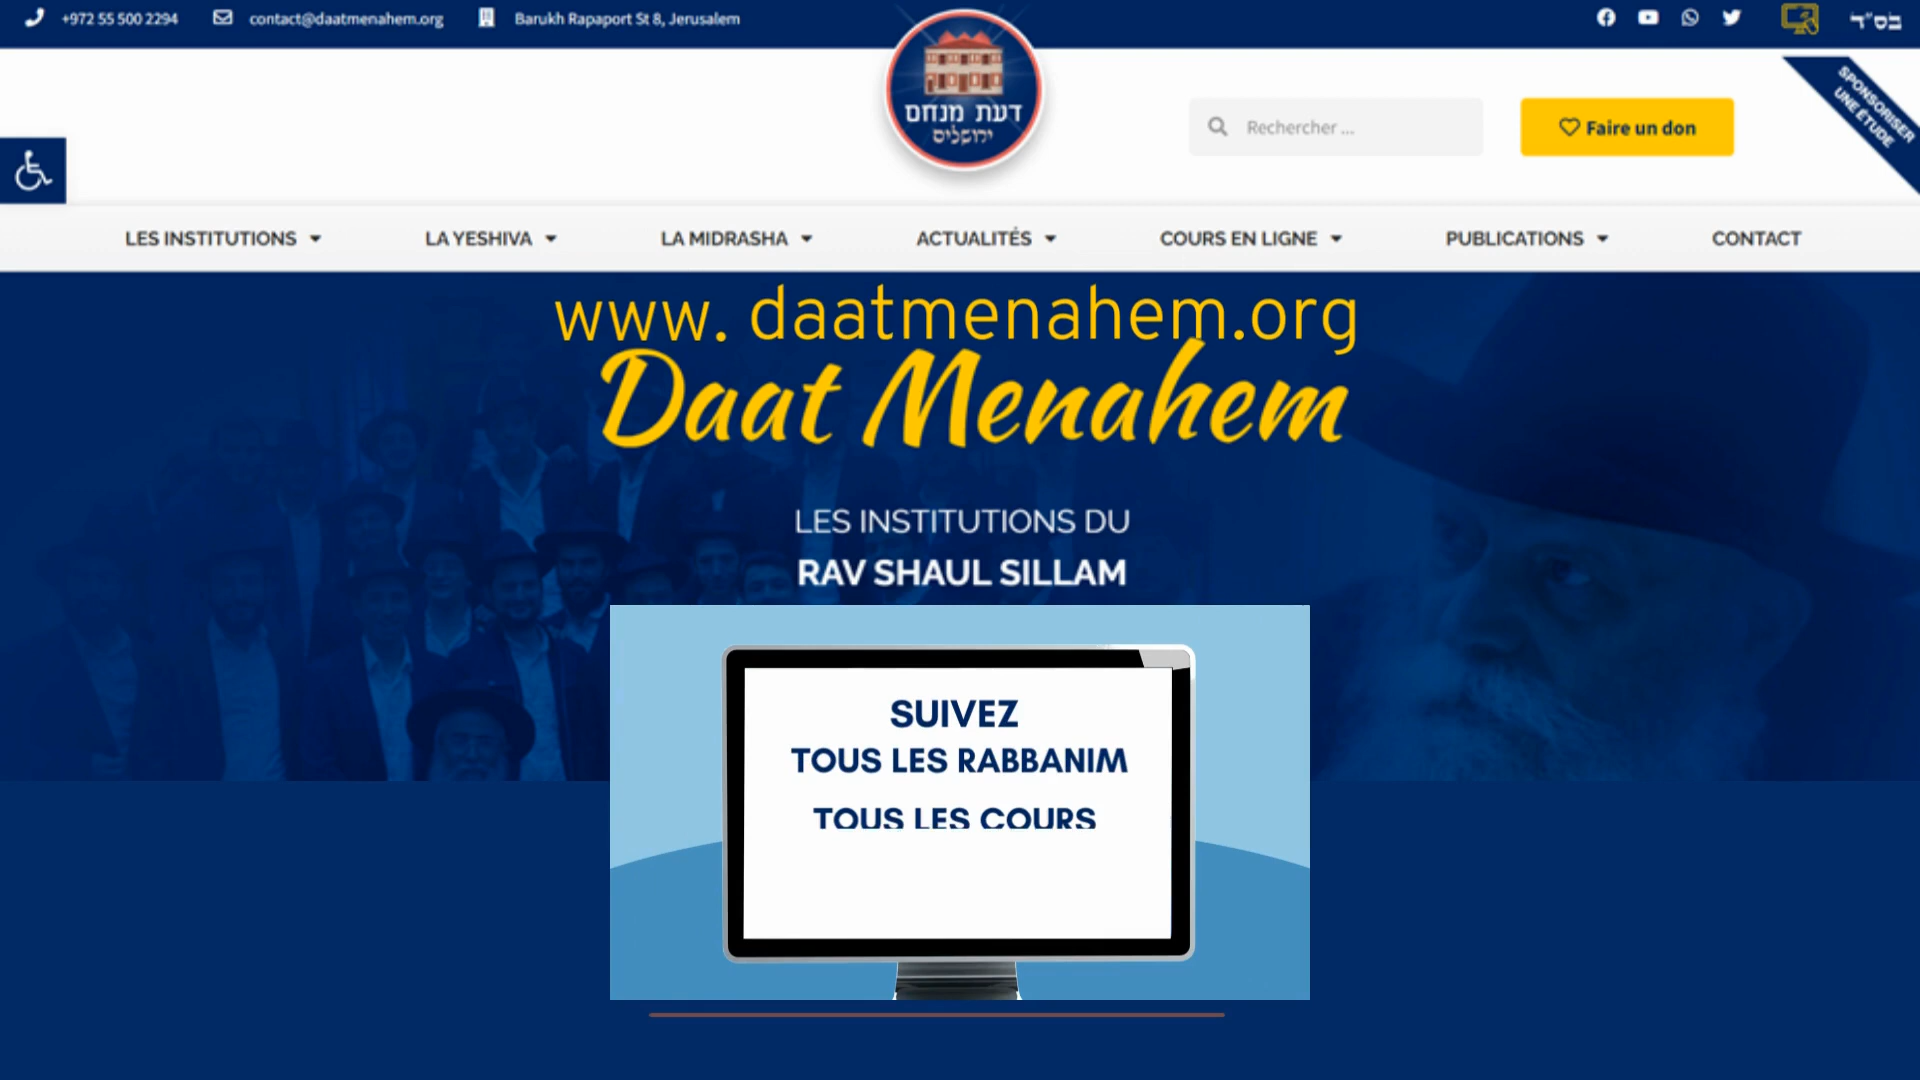 +972 55 500 2294
contact@daatmenahem.org
Barukh Rapaport St 8, Jerusalem
בס"ד
דעת מנחם
ירושלים
Rechercher ...
Faire un don
SPONSORISER
UNE ÉTUDE
LES INSTITUTIONS
LA YESHIVA
LA MIDRASHA
ACTUALITÉS
COURS EN LIGNE
PUBLICATIONS
CONTACT
www. daatmenahem.org
Daat Menahem
LES INSTITUTIONS DU
RAV SHAUL SILLAM
SUIVEZ
TOUS LES RABBANIM
TOUS LES COURS